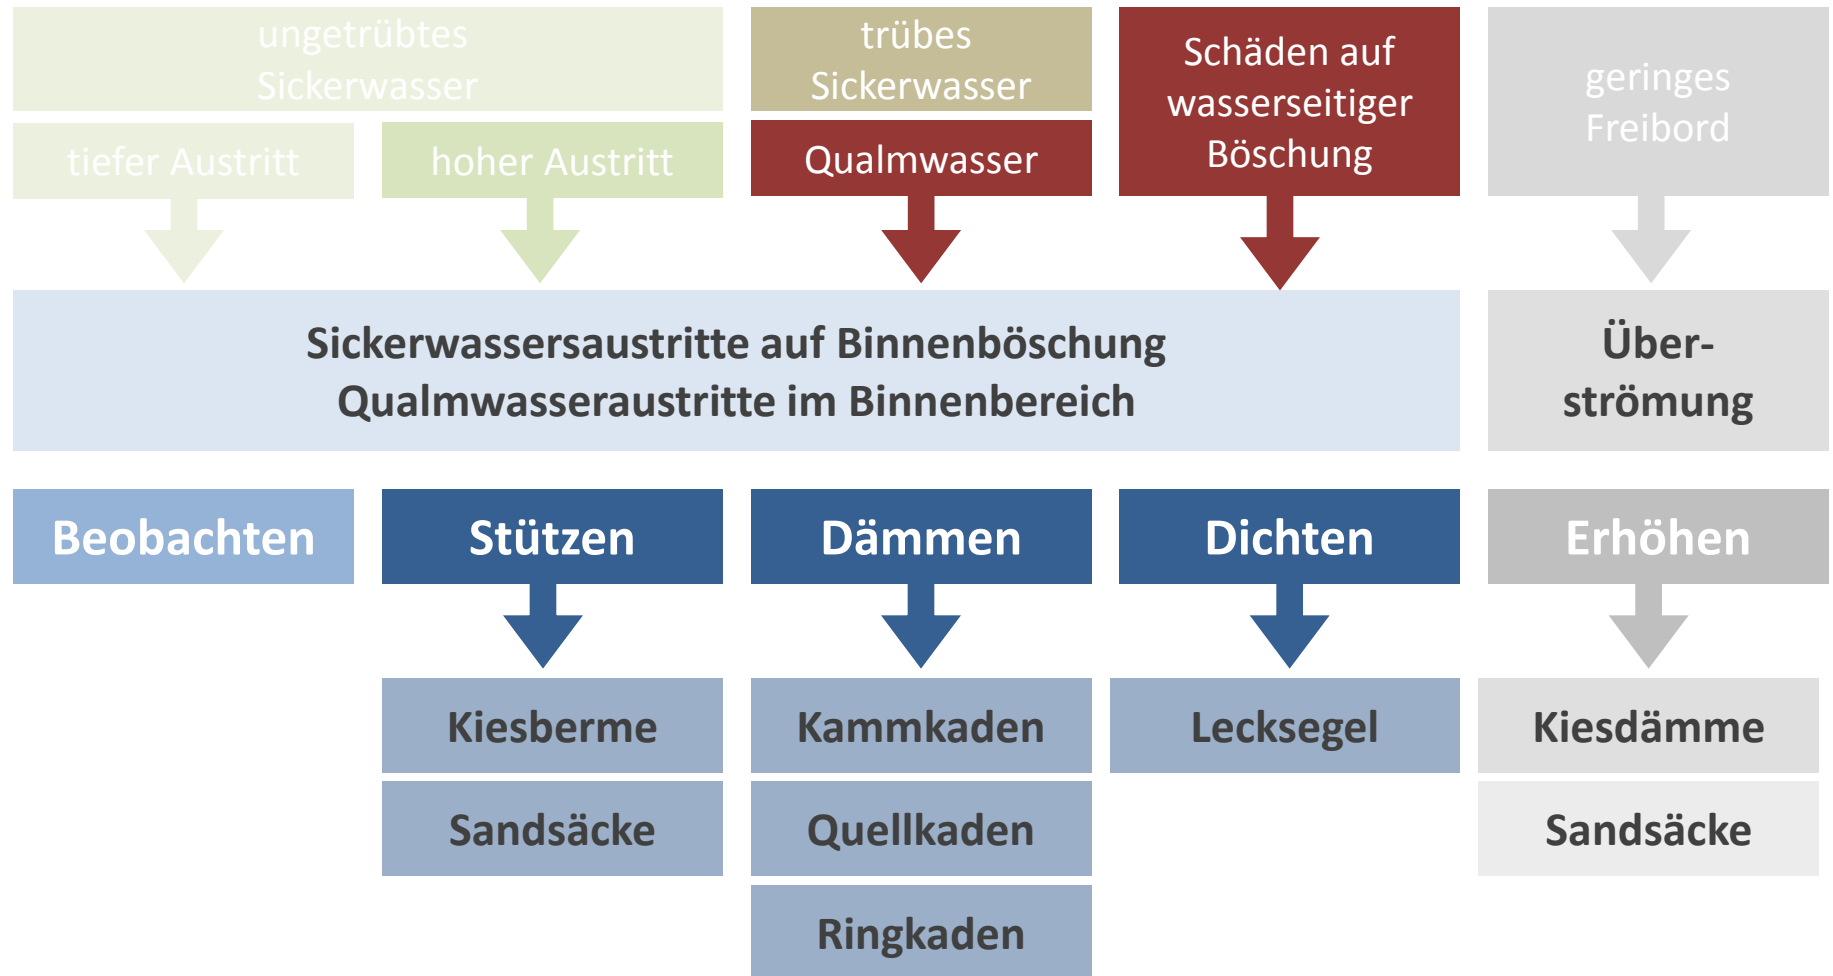 ungetrübtes
Sickerwasser
tiefer Austritt
hoher Austritt
trübes
Sickerwasser
Qualmwasser
Schäden auf
wasserseitiger
Böschung
geringes
Freibord
Sickerwassersaustritte auf Binnenböschung
Qualmwasseraustritte im Binnenbereich
Über-
strömung
Beobachten
Stützen
Dämmen
Dichten
Erhöhen
Kiesberme
Kammkaden
Lecksegel
Kiesdämme
Sandsäcke
Quellkaden
Sandsäcke
Ringkaden